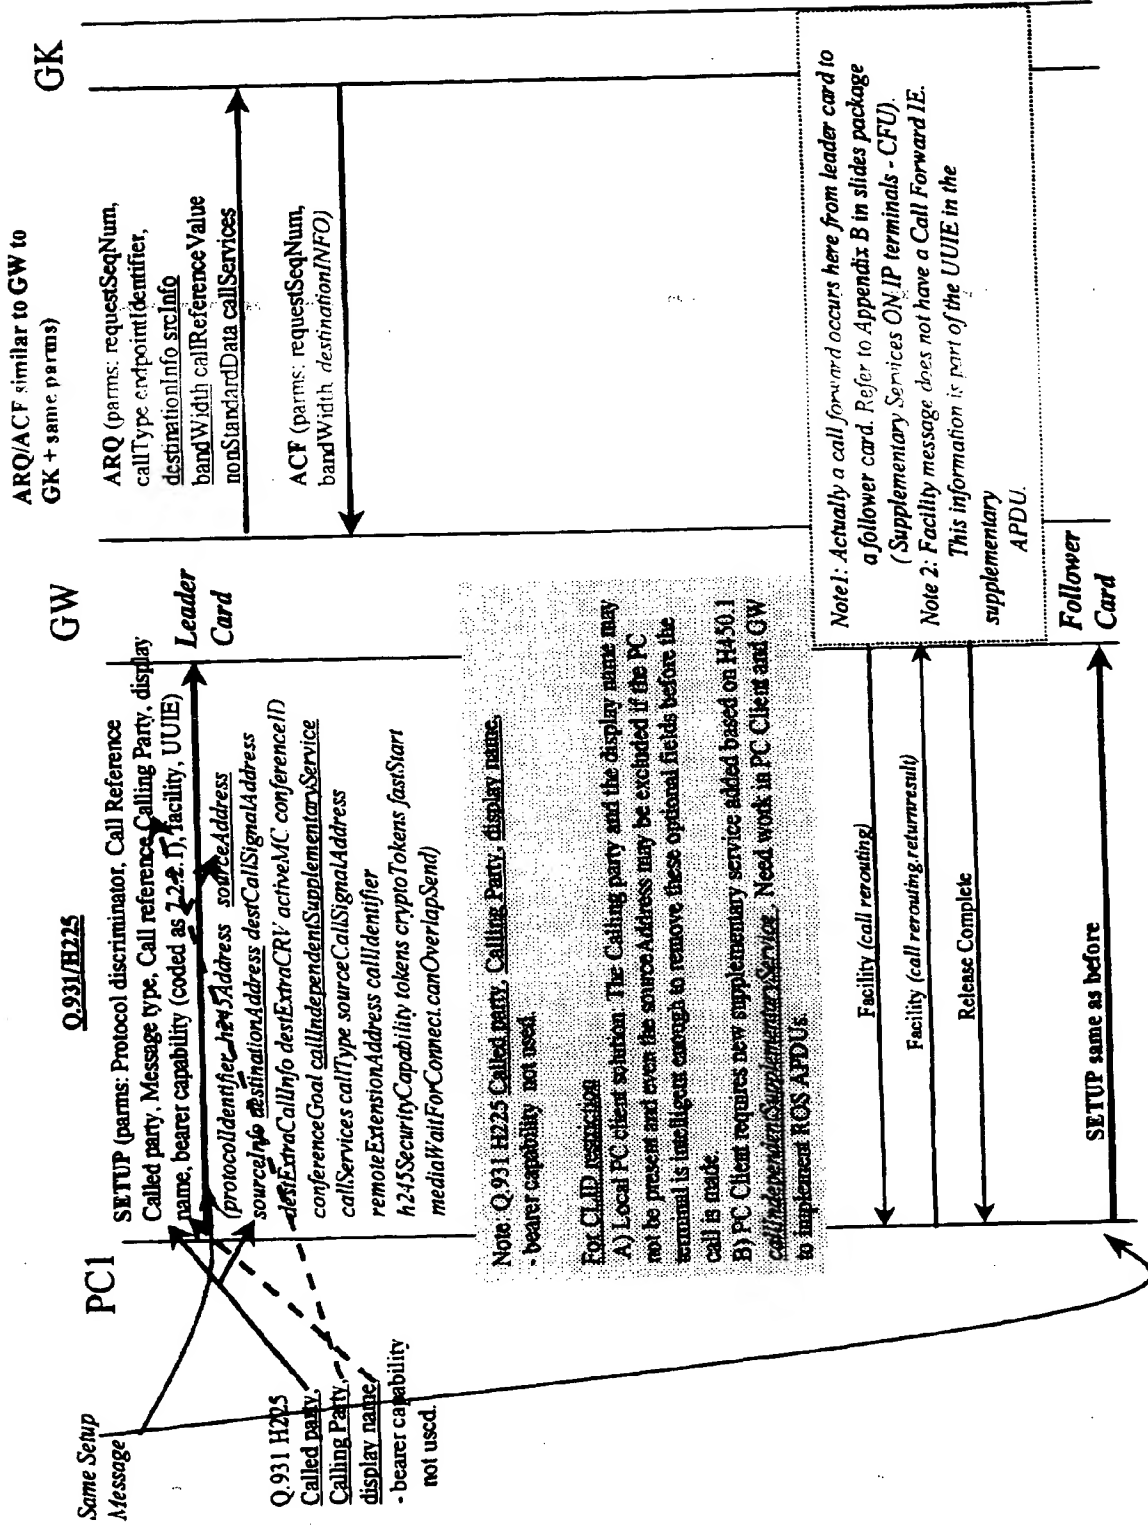 ARQ/ACF similar to GW to
GK + same parms)
PC1
Q.931/H225
GW
GK
Same Setup
Message
SETUP (parms: Protocol discriminator, Call Reference
Called party, Message type, Call reference Calling Party, display
name, bearer capability (coded as 2.2.2.1), facility, UUIE)
(protocolIdentifier h245Address sourceAddress
sourceInfo destinationAddress destCallSignalAddress
destExtraCallInfo destExtraCRV activeMC conferenceID
conferenceGoal callIndependentSupplementaryService
callServices callType sourceCallSignalAddress
remoteExtensionAddress callIdentifier
h245SecurityCapability tokens cryptoTokens fastStart
mediaWaitForConnect canOverlapSend)
Leader
Card
ARQ (parms: requestSeqNum,
callType endpointIdentifier,
destinationInfo srcInfo
bandWidth callReferenceValue
nonStandardData callServices
ACF (parms: requestSeqNum,
bandWidth destinationINFO)
Q.931 H225
Called party,
Calling Party,
display name,
- bearer capability
not used.
Note: Q.931 H225 Called party, Calling Party, display name,
- bearer capability not used.
For CLID restriction
A) Local PC client solution. The Calling party and the display name may
not be present and even the sourceAddress may be excluded if the PC
terminal is intelligent enough to remove these optional fields before the
call is made
B) PC Client requires new supplementary service added based on H450.1
callIndependentSupplementaryService. Need work in PC Client and GW
to implement ROS APDUs.
Note1: Actually a call forward occurs here from leader card to
a follower card. Refer to Appendix B in slides package
(Supplementary Services ON IP terminals - CFU).
Note 2: Facility message does not have a Call Forward IE.
This information is part of the UUIE in the
supplementary
APDU.
Facility (call rerouting)
Facility (call rerouting.returnresult)
Release Complete
SETUP same as before
Follower
Card